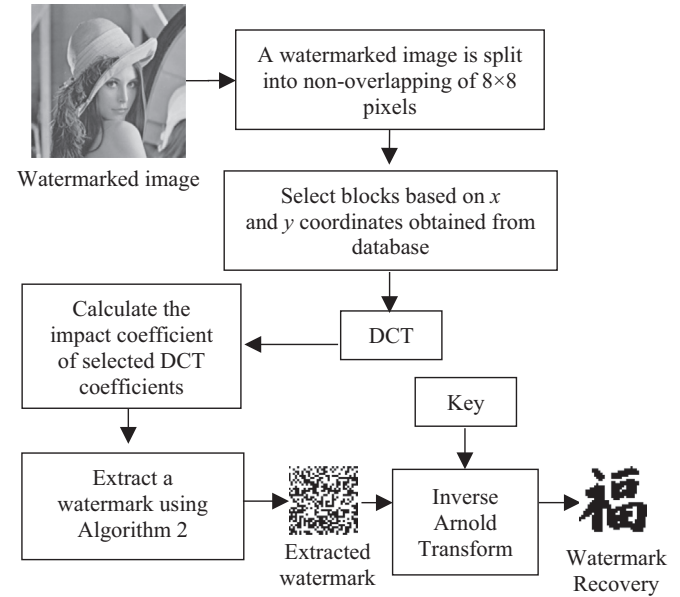 A watermarked image is split
into non-overlapping of 8×8
pixels
Watermarked image
Select blocks based on x
and y coordinates obtained from
database
DCT
Calculate the
impact coefficient
of selected DCT
coefficients
Key
Extract a
watermark using
Algorithm 2
Extracted
watermark
Inverse
Arnold
Transform
福
Watermark
Recovery